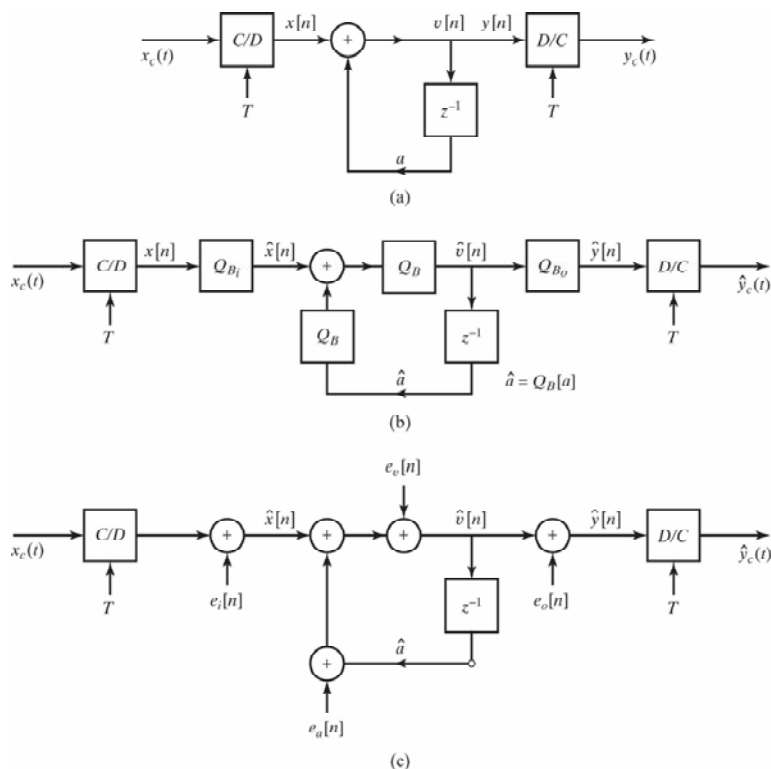 x_c(t) C/D x[n] + v[n] y[n] D/C y_c(t)
T T
z⁻¹
a
(a)
x_c(t) C/D x[n] Q_{B_i} x̂[n] + Q_B v̂[n] Q_{B_o} ŷ[n] D/C ŷ_c(t)
T Q_B z⁻¹ T
â â = Q_B[a]
(b)
e_v[n]
x_c(t) C/D + x̂[n] + + v̂[n] + ŷ[n] D/C ŷ_c(t)
T e_i[n] z⁻¹ e_o[n] T
+ â
e_a[n]
(c)